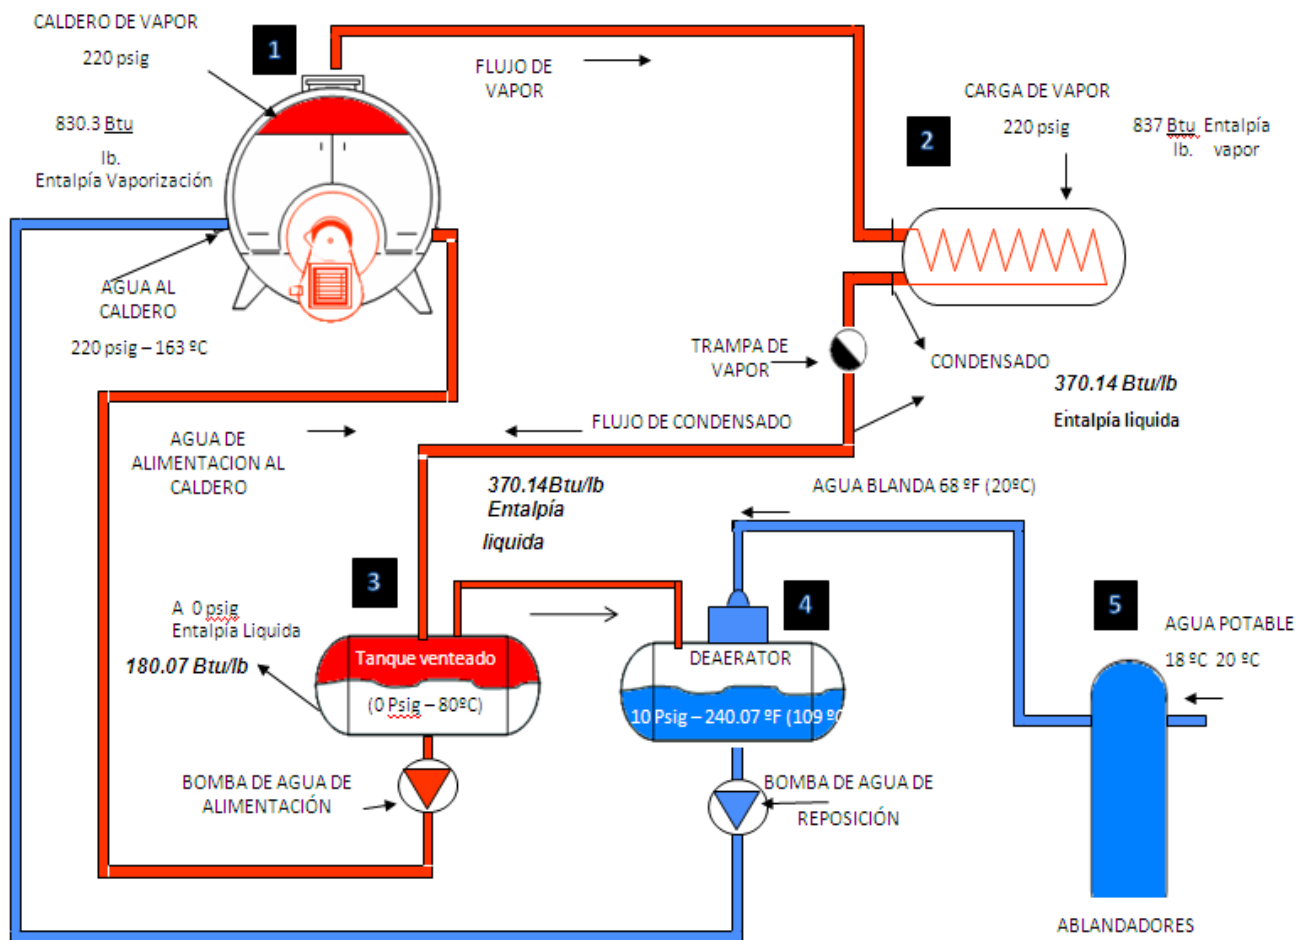 CALDERO DE VAPOR
220 psig
1
830.3 Btu
lb.
Entalpía Vaporización
FLUJO DE
VAPOR
CARGA DE VAPOR
220 psig
2
837 Btu Entalpía
lb. vapor
AGUA AL
CALDERO
220 psig – 163 ºC
TRAMPA DE
VAPOR
CONDENSADO
370.14 Btu/lb
Entalpía liquida
AGUA DE
ALIMENTACION AL
CALDERO
FLUJO DE CONDENSADO
370.14Btu/lb
Entalpía
liquida
AGUA BLANDA 68 ºF (20ºC)
3
A 0 psig
Entalpía Liquida
180.07 Btu/lb
Tanque venteado
(0 Psig – 80ºC)
4
DEAERATOR
10 Psig – 240.07 ºF (109 ºC
5
AGUA POTABLE
18 ºC 20 ºC
BOMBA DE AGUA DE
ALIMENTACIÓN
BOMBA DE AGUA DE
REPOSICIÓN
ABLANDADORES